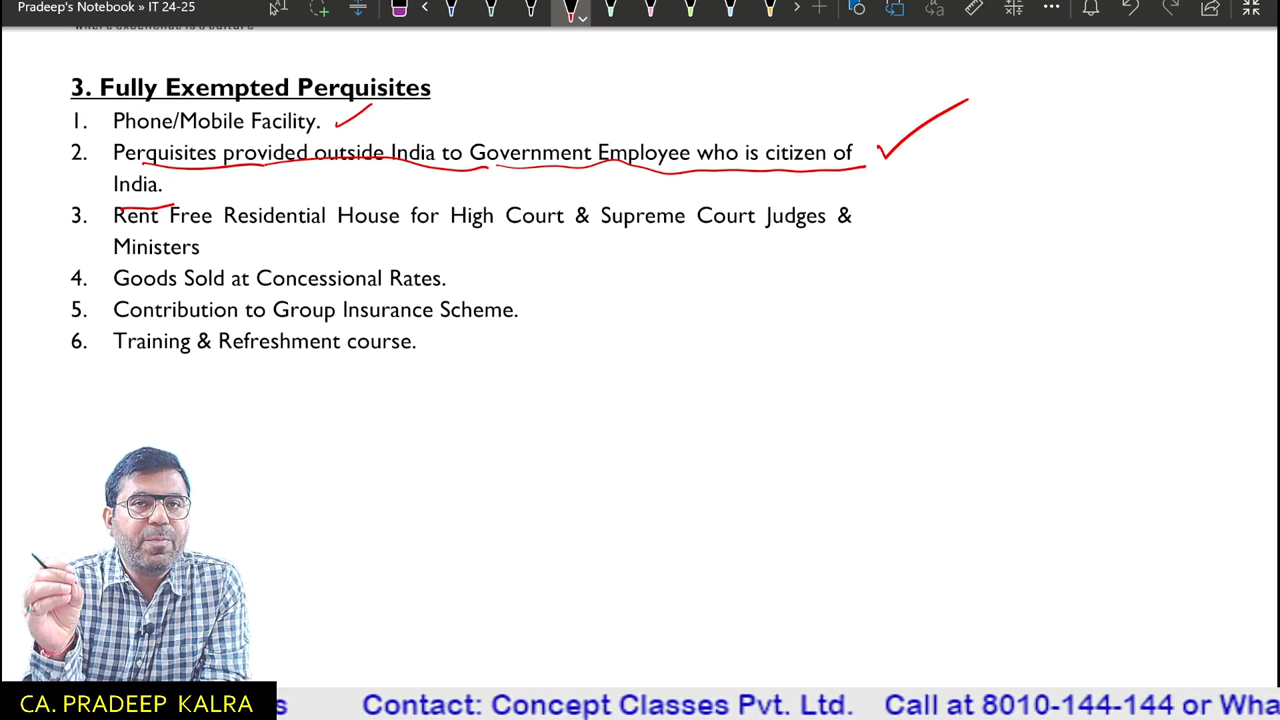 Pradeep's Notebook » IT 24-25
3. Fully Exempted Perquisites
1. Phone/Mobile Facility.
2. Perquisites provided outside India to Government Employee who is citizen of
India.
3. Rent Free Residential House for High Court & Supreme Court Judges &
Ministers
4. Goods Sold at Concessional Rates.
5. Contribution to Group Insurance Scheme.
6. Training & Refreshment course.
CA. PRADEEP KALRA s Contact: Concept Classes Pvt. Ltd. Call at 8010-144-144 or Wha